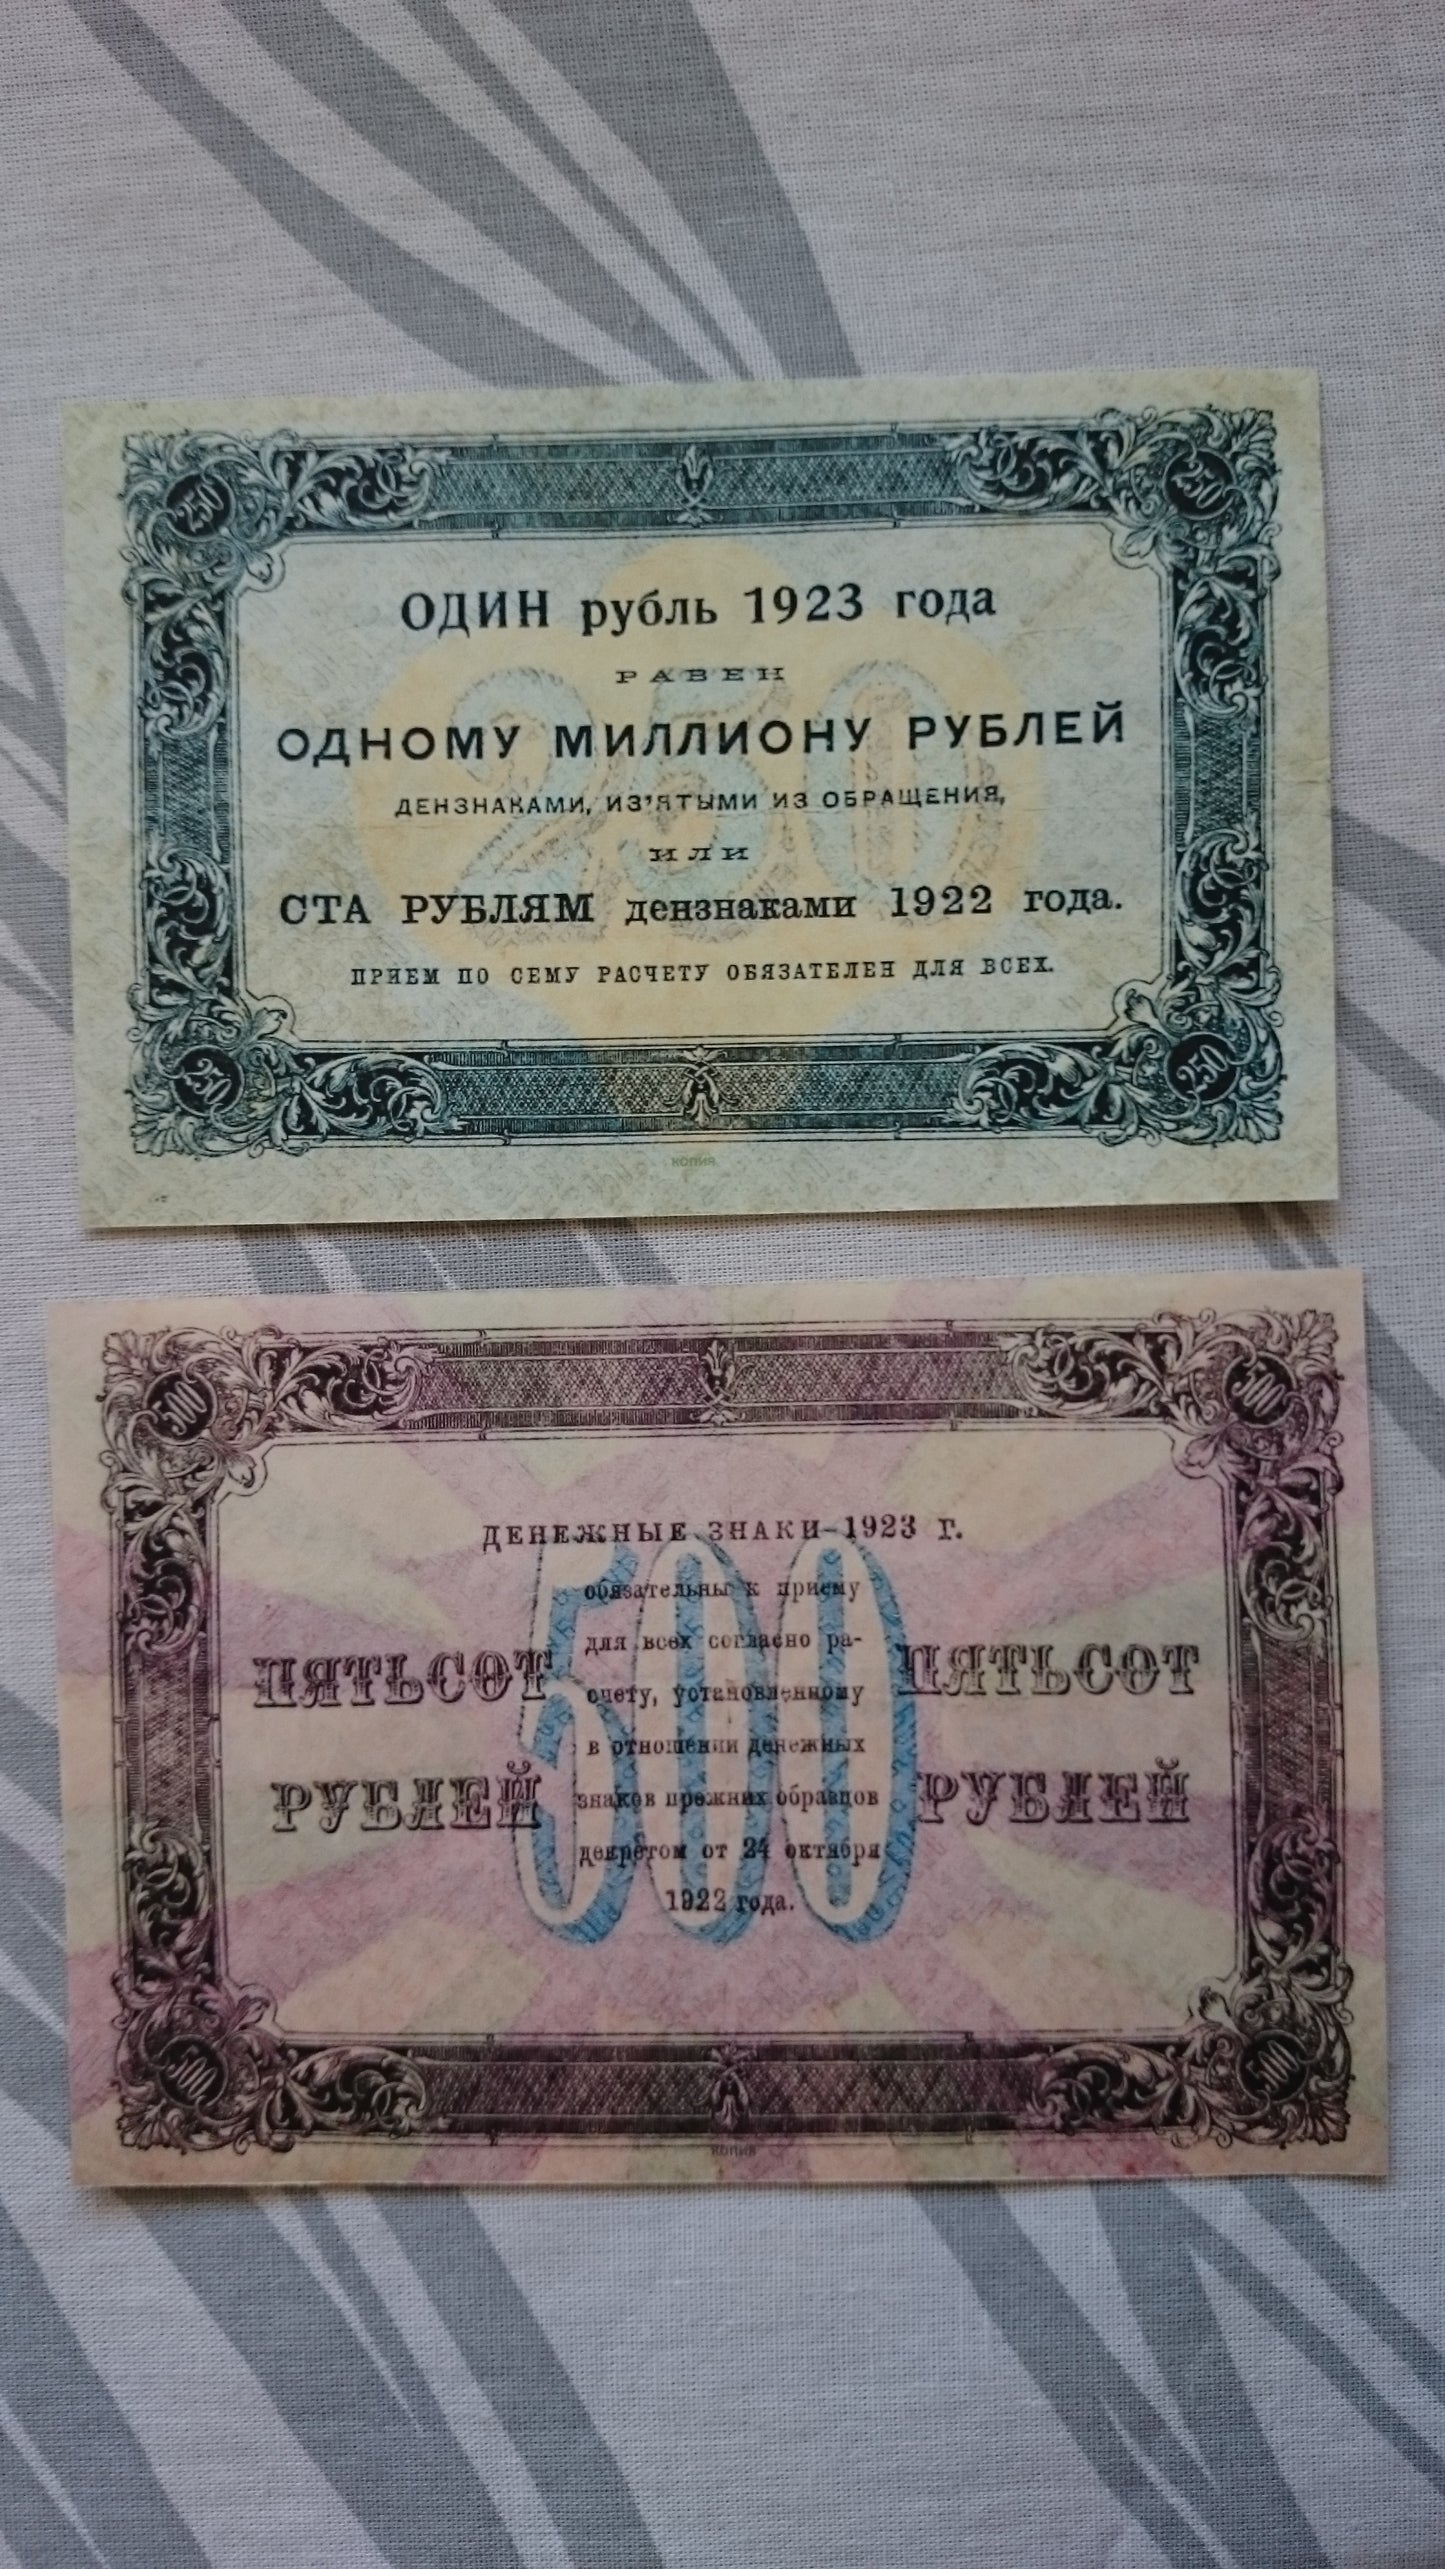 250 250
ОДИН рубль 1923 года
РАВЕН
ОДНОМУ МИЛЛИОНУ РУБЛЕЙ
ДЕНЗНАКАМИ, ИЗ'ЯТЫМИ ИЗ ОБРАЩЕНИЯ,
ИЛИ
СТА РУБЛЯМ дензнаками 1922 года.
ПРИЕМ ПО СЕМУ РАСЧЕТУ ОБЯЗАТЕЛЕН ДЛЯ ВСЕХ.
250
250 250
КОПИЯ
500 500
ДЕНЕЖНЫЕ ЗНАКИ-1923 Г.
обязательны к приему
для всех согласно ра-
счету, установленному
в отношении денежных
знаков прежних образцов
декретом от 24 октября
1922 года.
ПЯТЬСОТ
РУБЛЕЙ
500
ПЯТЬСОТ
РУБЛЕЙ
500 500
КОПИЯ